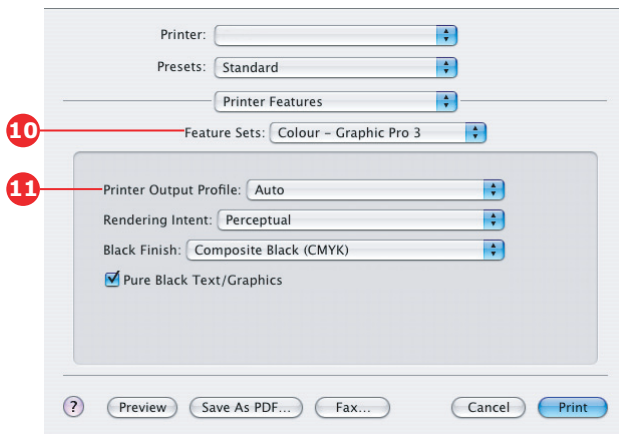 Printer:
Presets: Standard
Printer Features
10 Feature Sets: Colour – Graphic Pro 3
11 Printer Output Profile: Auto
Rendering Intent: Perceptual
Black Finish: Composite Black (CMYK)
Pure Black Text/Graphics
? Preview Save As PDF... Fax... Cancel Print